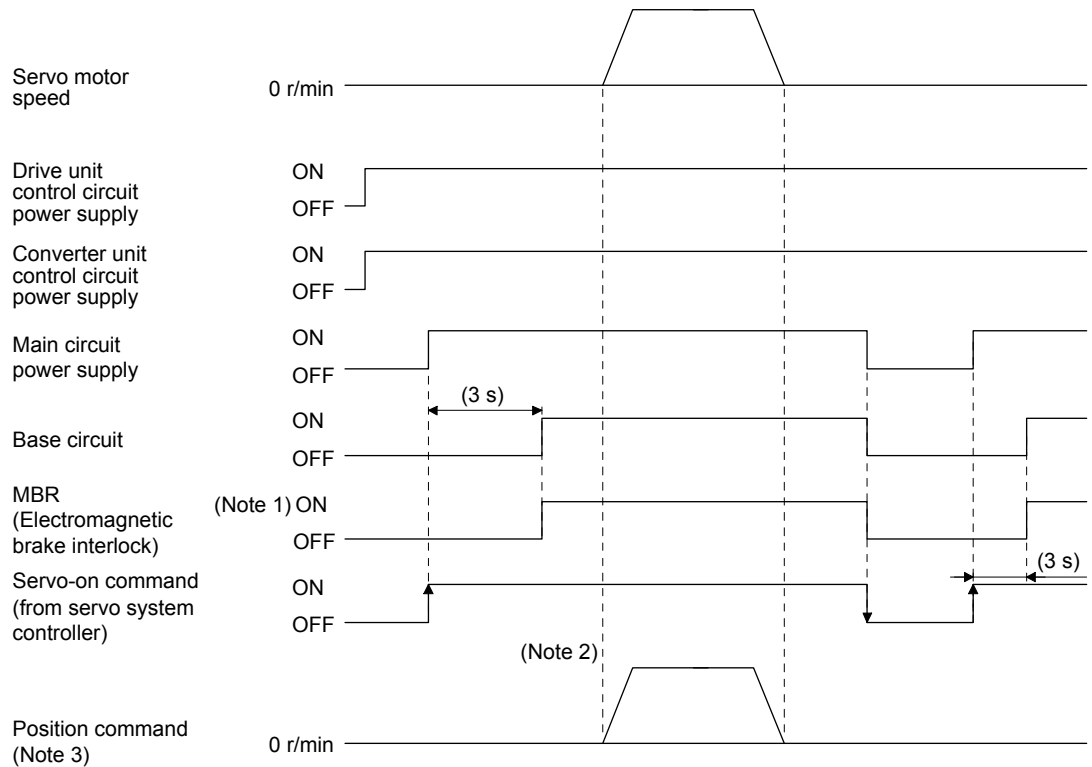 Servo motor
speed
0 r/min
Drive unit
control circuit
power supply
ON
OFF
Converter unit
control circuit
power supply
ON
OFF
Main circuit
power supply
ON
OFF
(3 s)
Base circuit
ON
OFF
MBR
(Electromagnetic
brake interlock)
(Note 1) ON
OFF
(3 s)
Servo-on command
(from servo system
controller)
ON
OFF
(Note 2)
Position command
(Note 3)
0 r/min